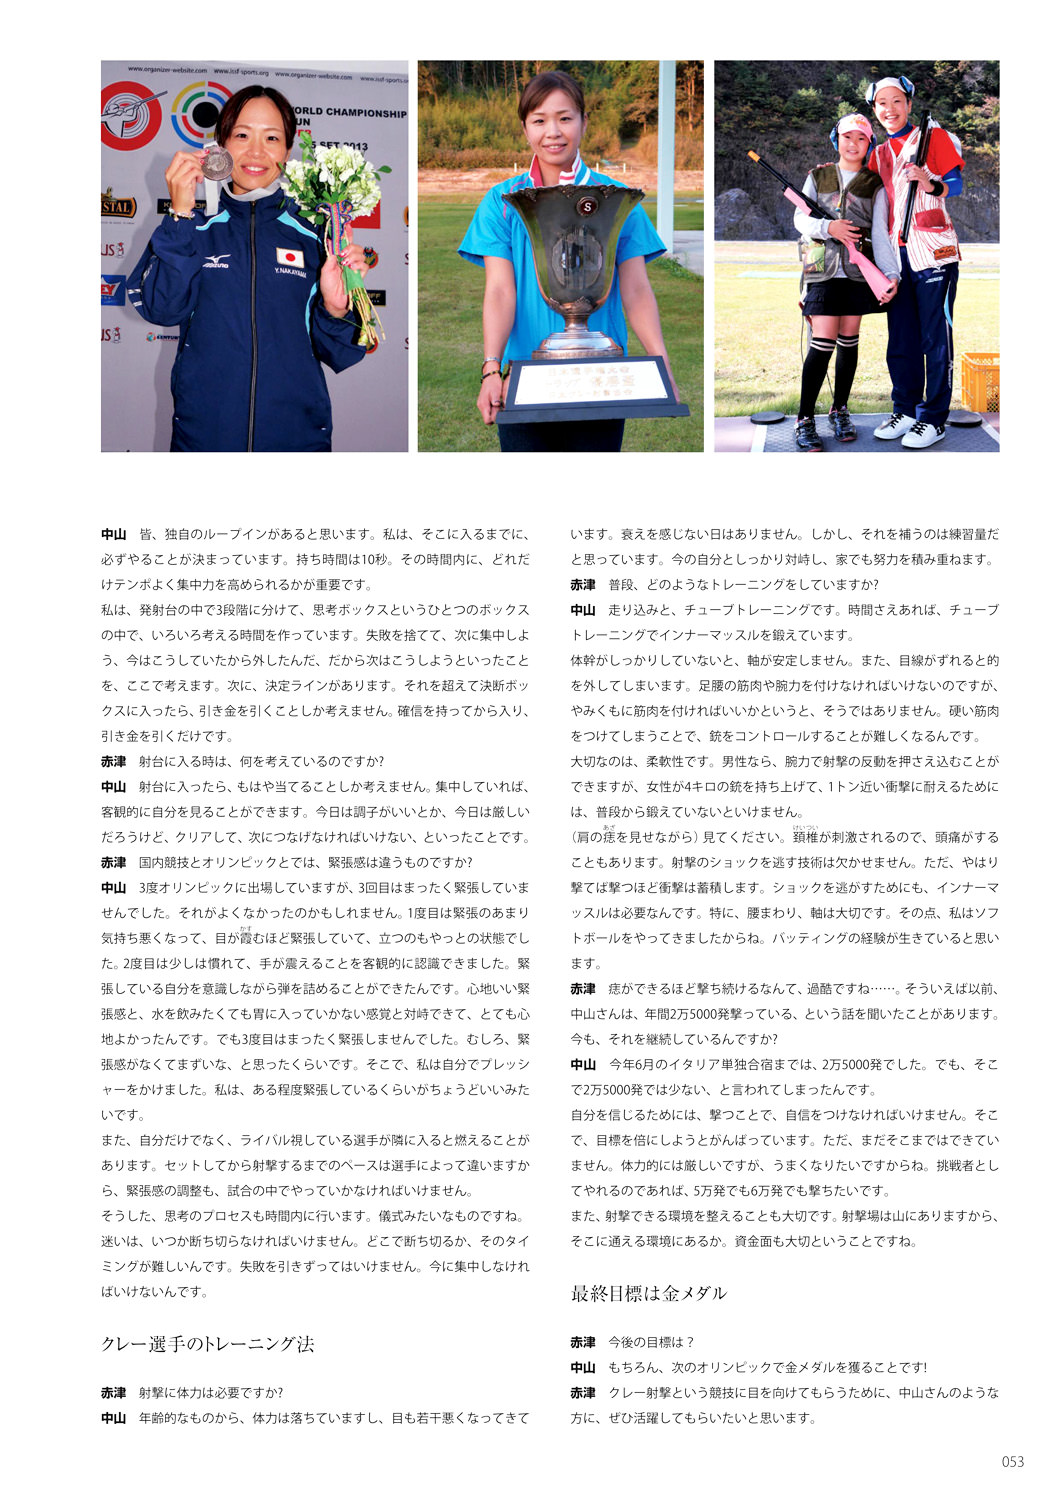 www.organizer-website.com www.issf-sports.org www.organizer-website.com www.issf-sports.o
ORLD CHAMPIONSHIP
UN
5 SET 2013
STAL
MIZUNO
Y.NAKAYAMA
S
中山　皆、独自のルーフインがあると思います。私は、そこに入るまでに、
必ずやることが決まっています。持ち時間は10秒。その時間内に、どれだ
けテンポよく集中力を高められるかが重要です。
私は、発射台の中で3段階に分けて、思考ボックスというひとつのボックス
の中で、いろいろ考える時間を作っています。失敗を捨てて、次に集中しよ
う、今はこうしていたから外したんだ、だから次はこうしようといったこと
を、ここで考えます。次に、決定ラインがあります。それを超えて決断ボッ
クスに入ったら、引き金を引くことしか考えません。確信を持ってから入り、
引き金を引くだけです。
赤津　射台に入る時は、何を考えているのですか?
中山　射台に入ったら、もはや当てることしか考えません。集中していれば、
客観的に自分を見ることができます。今日は調子がいいとか、今日は厳しい
だろうけど、クリアして、次につなげなければいけない、といったことです。
赤津　国内競技とオリンピックとでは、緊張感は違うものですか?
中山　3度オリンピックに出場していますが、3回目はまったく緊張していま
せんでした。それがよくなかったのかもしれません。1度目は緊張のあまり
気持ち悪くなって、目が霞むほど緊張していて、立つのもやっとの状態でし
た。2度目は少しは慣れて、手が震えることを客観的に認識できました。緊
張している自分を意識しながら弾を詰めることができたんです。心地いい緊
張感と、水を飲みたくても胃に入っていかない感覚と対峙できて、とても心
地よかったんです。でも3度目はまったく緊張しませんでした。むしろ、緊
張感がなくてまずいな、と思ったくらいです。そこで、私は自分でプレッシ
ャーをかけました。私は、ある程度緊張しているくらいがちょうどいいみた
いです。
また、自分だけでなく、ライバル視している選手が隣に入ると燃えることが
あります。セットしてから射撃するまでのペースは選手によって違いますか
ら、緊張感の調整も、試合の中でやっていかなければいけません。
そうした、思考のプロセスも時間内に行います。儀式みたいなものですね。
迷いは、いつか断ち切らなければいけません。どこで断ち切るか、そのタイ
ミングが難しいんです。失敗を引きずってはいけません。今に集中しなけれ
ばいけないんです。
クレー選手のトレーニング法
赤津　射撃に体力は必要ですか?
中山　年齢的なものから、体力は落ちていますし、目も若干悪くなってきて
います。衰えを感じない日はありません。しかし、それを補うのは練習量だ
と思っています。今の自分としっかり対峙し、家でも努力を積み重ねます。
赤津　普段、どのようなトレーニングをしていますか?
中山　走り込みと、チューブトレーニングです。時間さえあれば、チューブ
トレーニングでインナーマッスルを鍛えています。
体幹がしっかりしていないと、軸が安定しません。また、目線がずれると的
を外してしまいます。足腰の筋肉や腕力を付けなければいけないのですが、
やみくもに筋肉を付ければいいかというと、そうではありません。硬い筋肉
をつけてしまうことで、銃をコントロールすることが難しくなるんです。
大切なのは、柔軟性です。男性なら、腕力で射撃の反動を押さえ込むことが
できますが、女性が4キロの銃を持ち上げて、1トン近い衝撃に耐えるために
は、普段から鍛えていないといけません。
（肩の痣を見せながら）見てください。頚椎が刺激されるので、頭痛がする
こともあります。射撃のショックを逃す技術は欠かせません。ただ、やはり
撃てば撃つほど衝撃は蓄積します。ショックを逃がすためにも、インナーマ
ッスルは必要なんです。特に、腰まわり、軸は大切です。その点、私はソフ
トボールをやってきましたからね。バッティングの経験が生きていると思い
ます。
赤津　痣ができるほど撃ち続けるなんて、過酷ですね……。そういえば以前、
中山さんは、年間2万5000発撃っている、という話を聞いたことがあります。
今も、それを継続しているんですか?
中山　今年6月のイタリア単独合宿までは、2万5000発でした。でも、そこ
で2万5000発では少ない、と言われてしまったんです。
自分を信じるためには、撃つことで、自信をつけなければいけません。そこ
で、目標を倍にしようとがんばっています。ただ、まだそこまではできてい
ません。体力的には厳しいですが、うまくなりたいですからね。挑戦者とし
てやれるのであれば、5万発でも6万発でも撃ちたいです。
また、射撃できる環境を整えることも大切です。射撃場は山にありますから、
そこに通える環境にあるか。資金面も大切ということですね。
最終目標は金メダル
赤津　今後の目標は？
中山　もちろん、次のオリンピックで金メダルを獲ることです!
赤津　クレー射撃という競技に目を向けてもらうために、中山さんのような
方に、ぜひ活躍してもらいたいと思います。
053